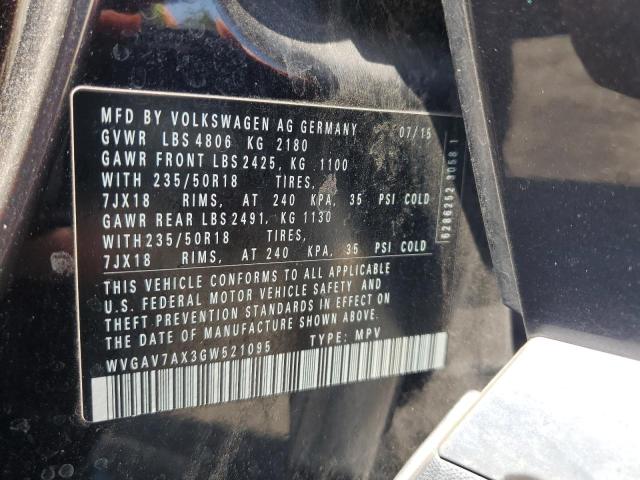 MFD BY VOLKSWAGEN AG GERMANY 07/15
GVWR LBS 4806 KG 2180
GAWR FRONT LBS 2425, KG 1100
WITH 235/50R18 TIRES,
7JX18 RIMS, AT 240 KPA, 35 PSI COLD
GAWR REAR LBS 2491, KG 1130
WITH 235/50R18 TIRES,
7JX18 RIMS, AT 240 KPA, 35 PSI COLD
THIS VEHICLE CONFORMS TO ALL APPLICABLE
U.S. FEDERAL MOTOR VEHICLE SAFETY AND
THEFT PREVENTION STANDARDS IN EFFECT ON
THE DATE OF MANUFACTURE SHOWN ABOVE.
WVGAV7AX3GW521095 TYPE: MPV